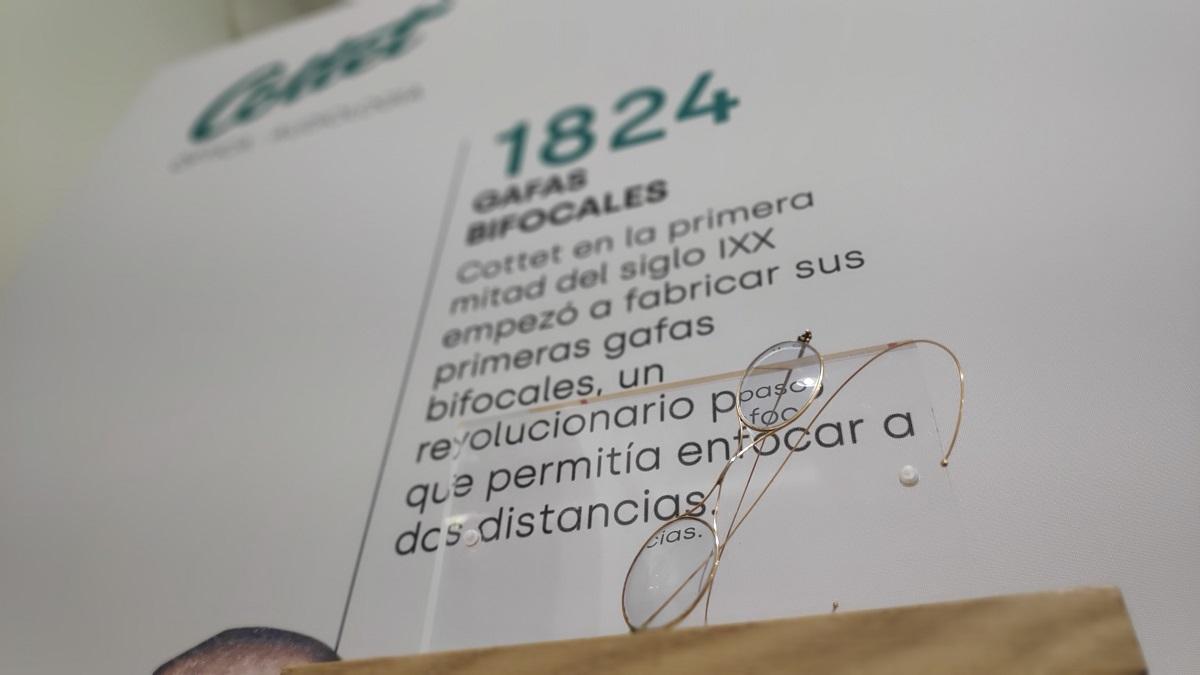 Cottet
1824
GAFAS
BIFOCALES
Cottet en la primera
mitad del siglo IXX
empezó a fabricar sus
primeras gafas
bifocales, un
revolucionario paso,
que permitía enfocar a
dos distancias.